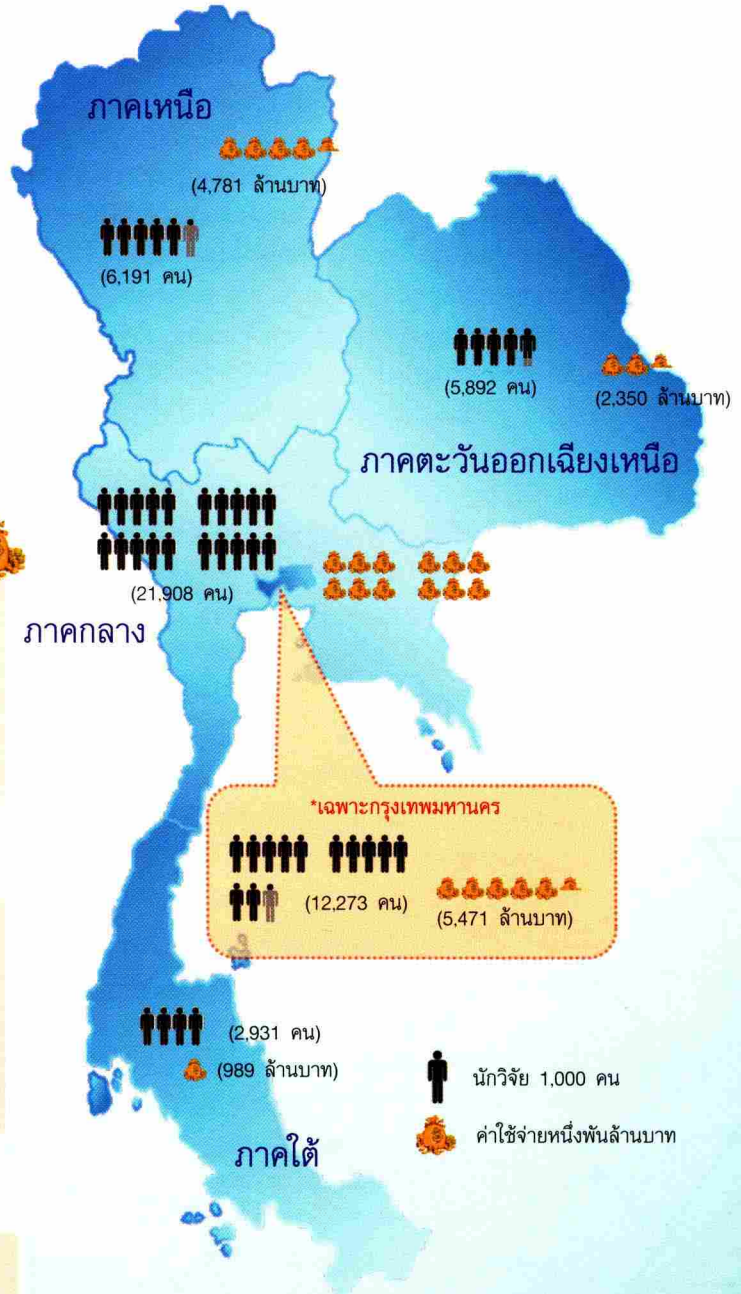 ภาคเหนือ
(4,781 ล้านบาท)
(6,191 คน)
(5,892 คน)
(2,350 ล้านบาท)
ภาคตะวันออกเฉียงเหนือ
(21,908 คน)
ภาคกลาง
*เฉพาะกรุงเทพมหานคร
(12,273 คน)
(5,471 ล้านบาท)
(2,931 คน)
(989 ล้านบาท)
นักวิจัย 1,000 คน
ค่าใช้จ่ายหนึ่งพันล้านบาท
ภาคใต้